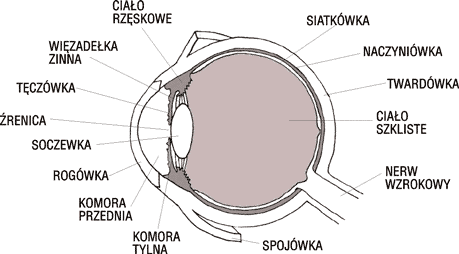 CIAŁO
RZĘSKOWE
WIĘZADEŁKA
ZINNA
TĘCZÓWKA
ŹRENICA
SOCZEWKA
ROGÓWKA
KOMORA
PRZEDNIA
KOMORA
TYLNA
SIATKÓWKA
NACZYNIÓWKA
TWARDÓWKA
CIAŁO
SZKLISTE
NERW
WZROKOWY
SPOJÓWKA